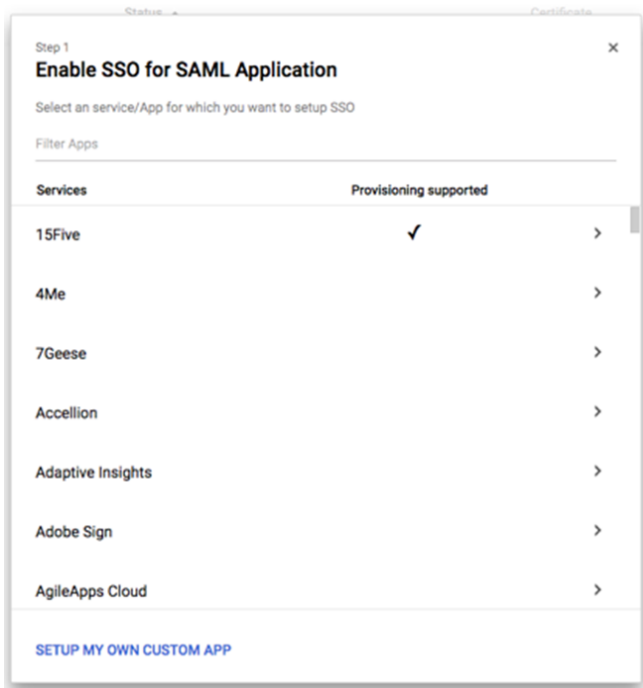 Status
Certificate
Step 1
Enable SSO for SAML Application
Select an service/App for which you want to setup SSO
Filter Apps
Services Provisioning supported
15Five
4Me
7Geese
Accellion
Adaptive Insights
Adobe Sign
AgileApps Cloud
SETUP MY OWN CUSTOM APP